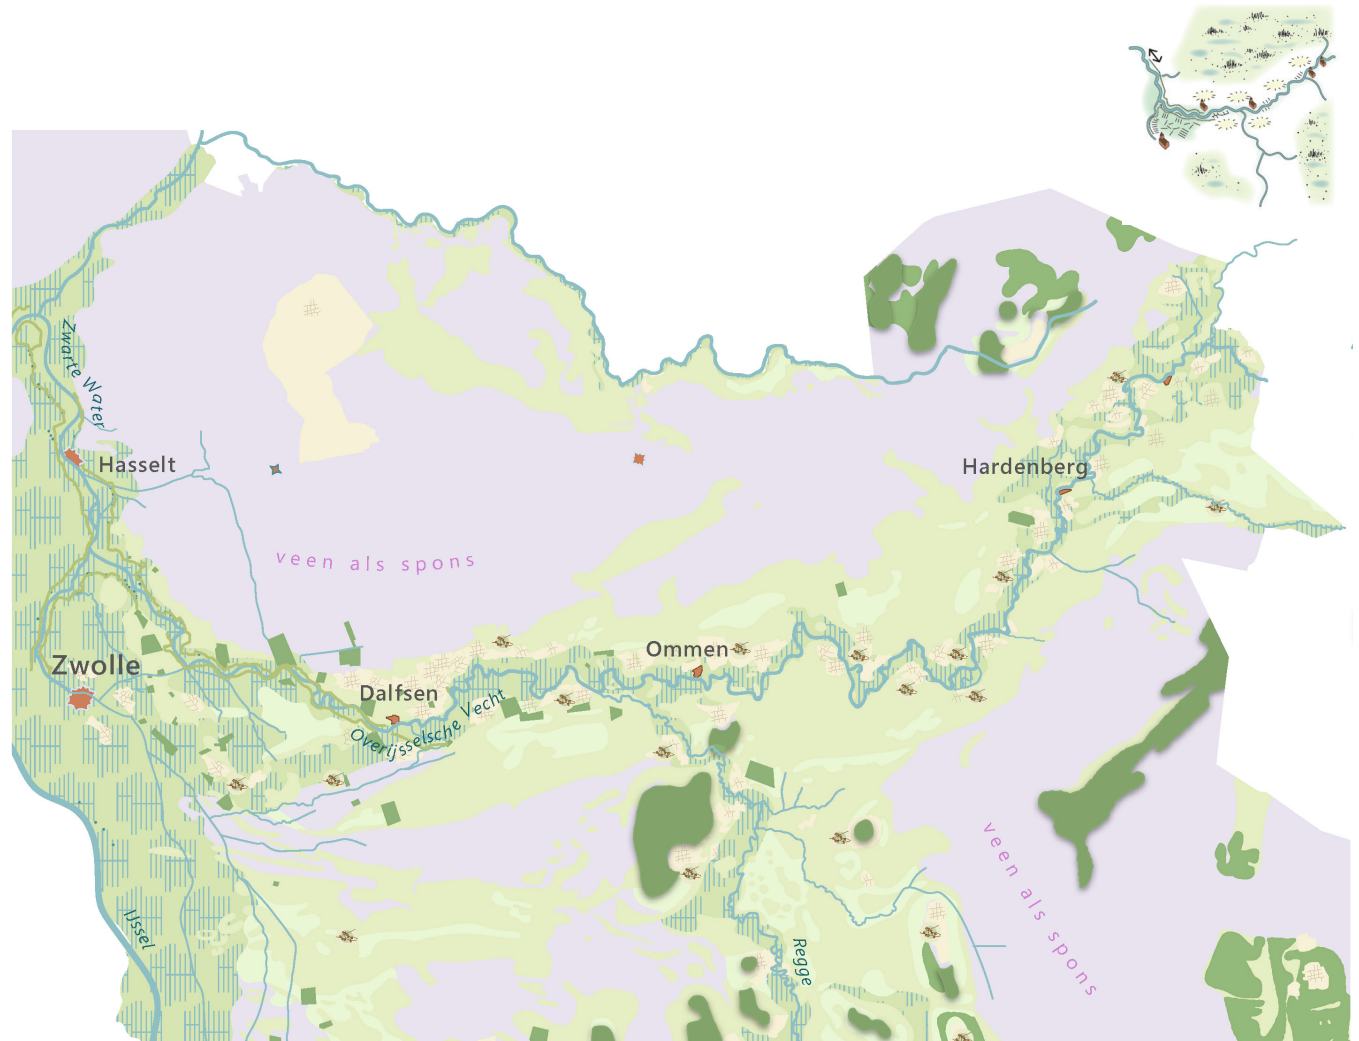 Zwarte Water
Hasselt
Hardenberg
veen als spons
Ommen
Zwolle
Dalfsen
Overijsselsche Vecht
veen als spons
IJssel
Regge